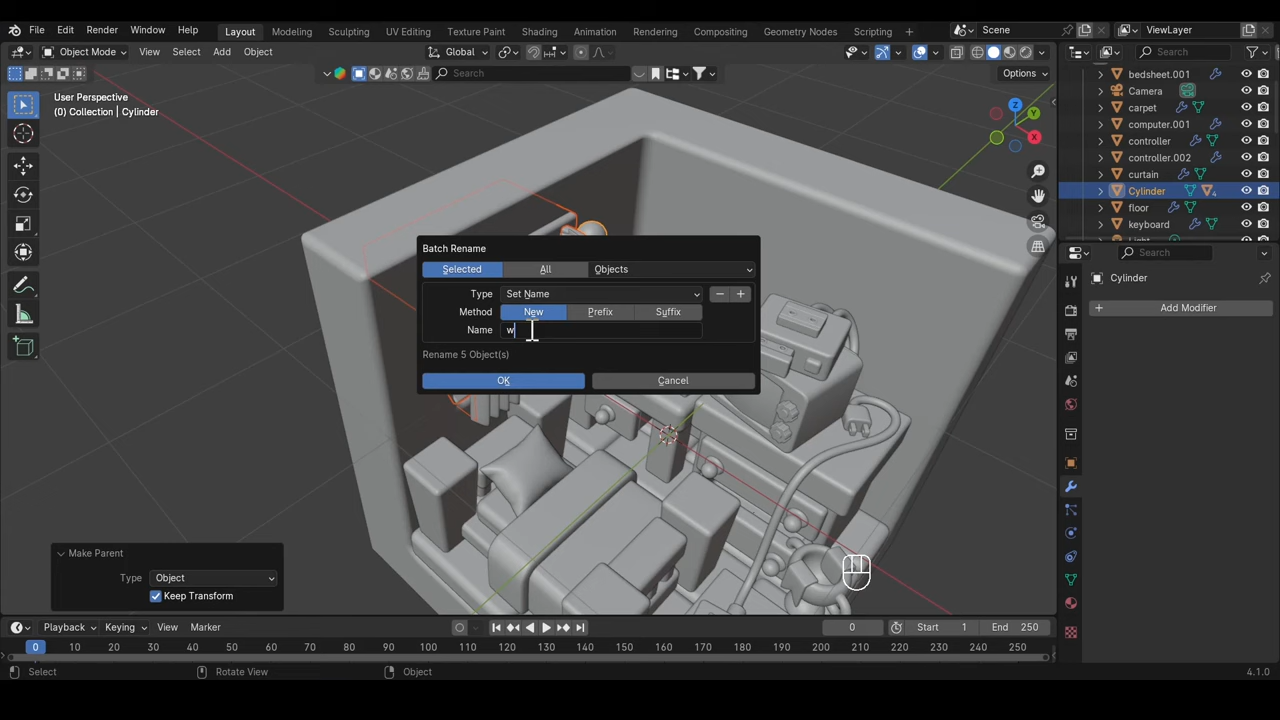 File Edit Render Window Help Layout Modeling Sculpting UV Editing Texture Paint Shading Animation Rendering Compositing Geometry Nodes Scripting Scene ViewLayer
Object Mode View Select Add Object Global Search
Search Options
User Perspective
(0) Collection | Cylinder
Z
Y
X
bedsheet.001
Camera
carpet
computer.001
controller
controller.002
curtain
Cylinder 4
floor
keyboard
Search
Cylinder
Add Modifier
Batch Rename
Selected All Objects
Type Set Name
Method New Prefix Suffix
Name w
Rename 5 Object(s)
OK Cancel
Make Parent
Type Object
Keep Transform
Playback Keying View Marker 0 Start 1 End 250
0 10 20 30 40 50 60 70 80 90 100 110 120 130 140 150 160 170 180 190 200 210 220 230 240 250
Select Rotate View Object 4.1.0